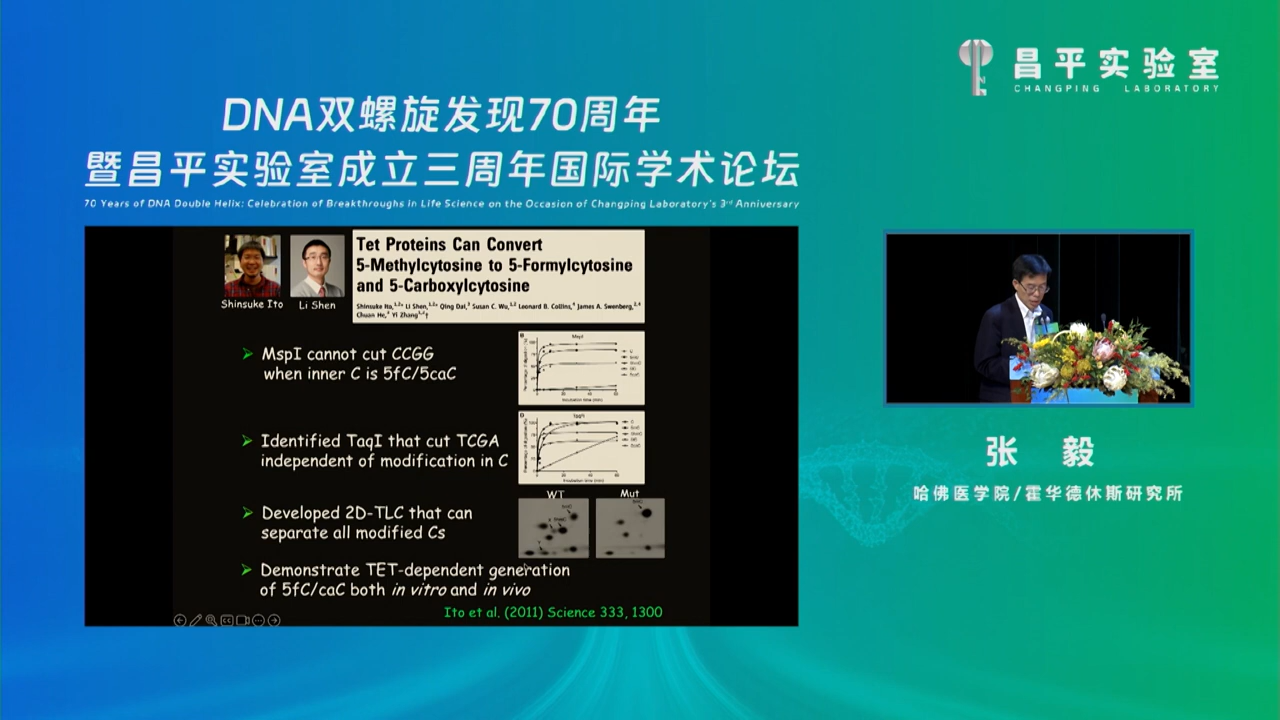 昌平实验室
CHANGPING LABORATORY
DNA双螺旋发现70周年
暨昌平实验室成立三周年国际学术论坛
70 Years of DNA Double Helix: Celebration of Breakthroughs in Life Science on the Occasion of Changping Laboratory's 3rd Anniversary
Tet Proteins Can Convert
5-Methylcytosine to 5-Formylcytosine
and 5-Carboxylcytosine
Shinsuke Ito,1,2* Li Shen,1,2* Qing Dai,3 Susan C. Wu,1,2 Leonard B. Collins,4 James A. Swenberg,2,4
Chuan He,3 Yi Zhang1,2†
Shinsuke Ito
Li Shen
➢ MspI cannot cut CCGG
when inner C is 5fC/5caC
MspI
Incubation time (min)
➢ Identified TaqI that cut TCGA
independent of modification in C
TaqI
Incubation time (min)
WT
Mut
➢ Developed 2D-TLC that can
separate all modified Cs
➢ Demonstrate TET-dependent generation
of 5fC/caC both in vitro and in vivo
Ito et al. (2011) Science 333, 1300
张 毅
哈佛医学院/霍华德休斯研究所